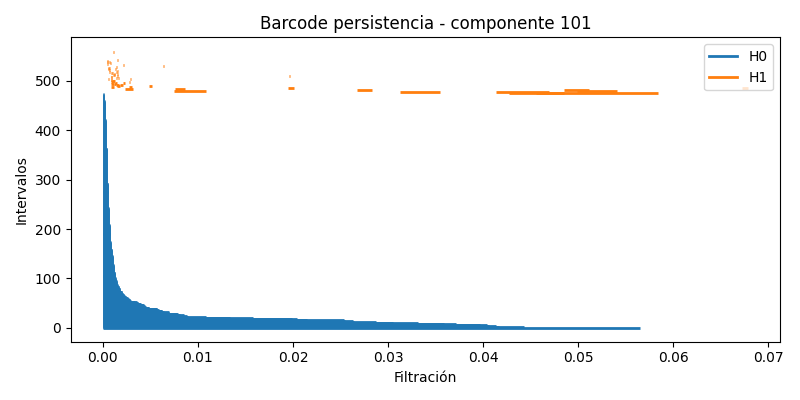 Barcode persistencia - componente 101
H0
H1
Intervalos
500
400
300
200
100
0
0.00 0.01 0.02 0.03 0.04 0.05 0.06 0.07
Filtración